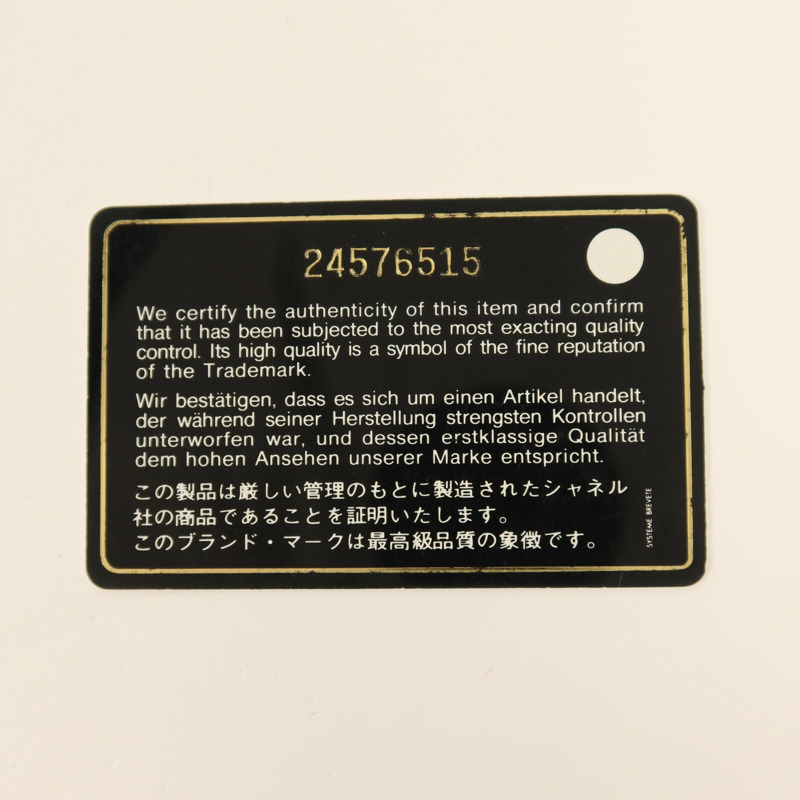 24576515
We certify the authenticity of this item and confirm
that it has been subjected to the most exacting quality
control. Its high quality is a symbol of the fine reputation
of the Trademark.
Wir bestätigen, dass es sich um einen Artikel handelt,
der während seiner Herstellung strengsten Kontrollen
unterworfen war, und dessen erstklassige Qualität
dem hohen Ansehen unserer Marke entspricht.
この製品は厳しい管理のもとに製造されたシャネル
社の商品であることを証明いたします。
このブランド・マークは最高級品質の象徴です。
SYSTEME BREVETE